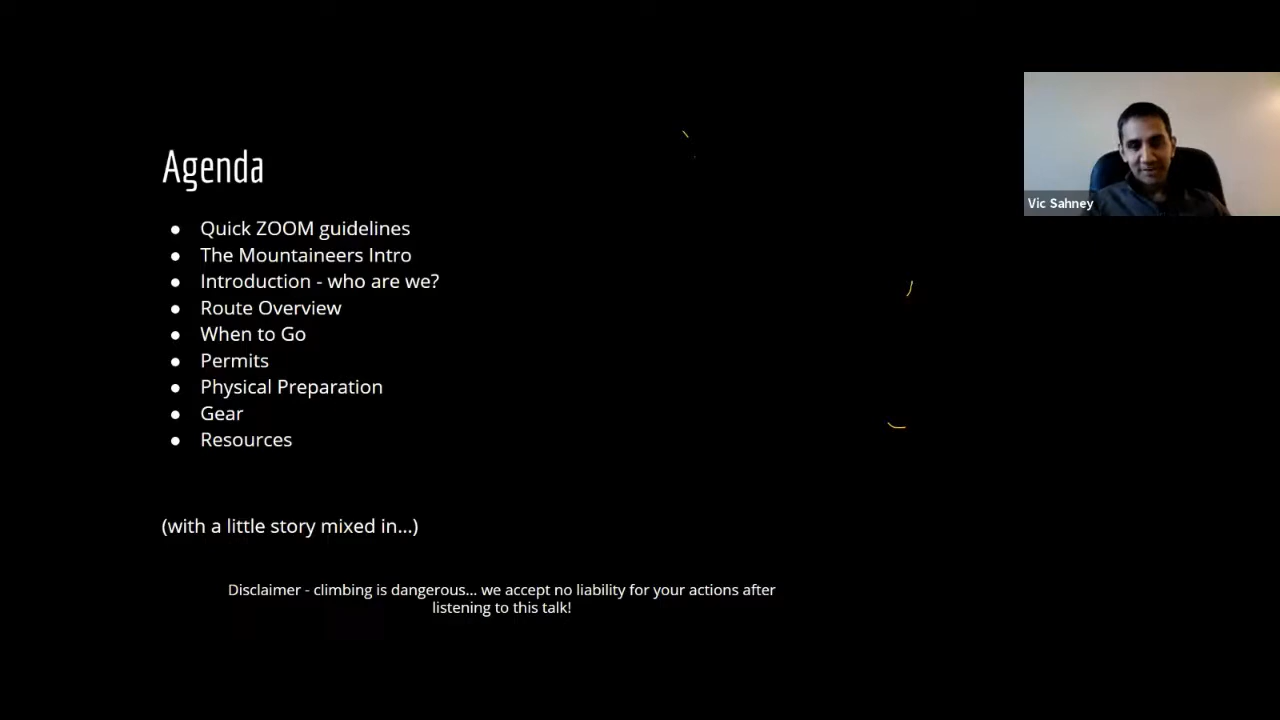 Agenda
● Quick ZOOM guidelines
● The Mountaineers Intro
● Introduction - who are we?
● Route Overview
● When to Go
● Permits
● Physical Preparation
● Gear
● Resources
(with a little story mixed in...)
Disclaimer - climbing is dangerous... we accept no liability for your actions after
listening to this talk!
Vic Sahney